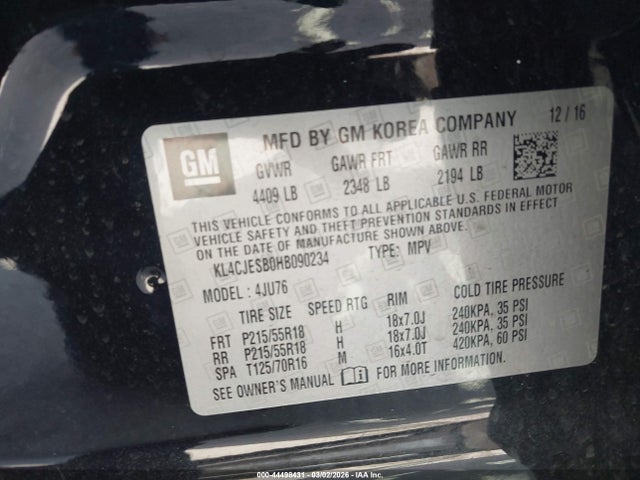 GM
MFD BY GM KOREA COMPANY 12 / 16
GVWR GAWR FRT GAWR RR
4409 LB 2348 LB 2194 LB
THIS VEHICLE CONFORMS TO ALL APPLICABLE U.S. FEDERAL MOTOR
VEHICLE SAFETY AND THEFT PREVENTION STANDARDS IN EFFECT
ON THE DATE OF MANUFACTURE SHOWN ABOVE.
KL4CJESB0HB090234 TYPE: MPV
MODEL: 4JU76
TIRE SIZE SPEED RTG RIM COLD TIRE PRESSURE
FRT P215/55R18 H 18x7.0J 240KPA, 35 PSI
RR P215/55R18 H 18x7.0J 240KPA, 35 PSI
SPA T125/70R16 M 16x4.0T 420KPA, 60 PSI
SEE OWNER'S MANUAL FOR MORE INFORMATION.
000-44498431 - 03/02/2026 - IAA Inc.